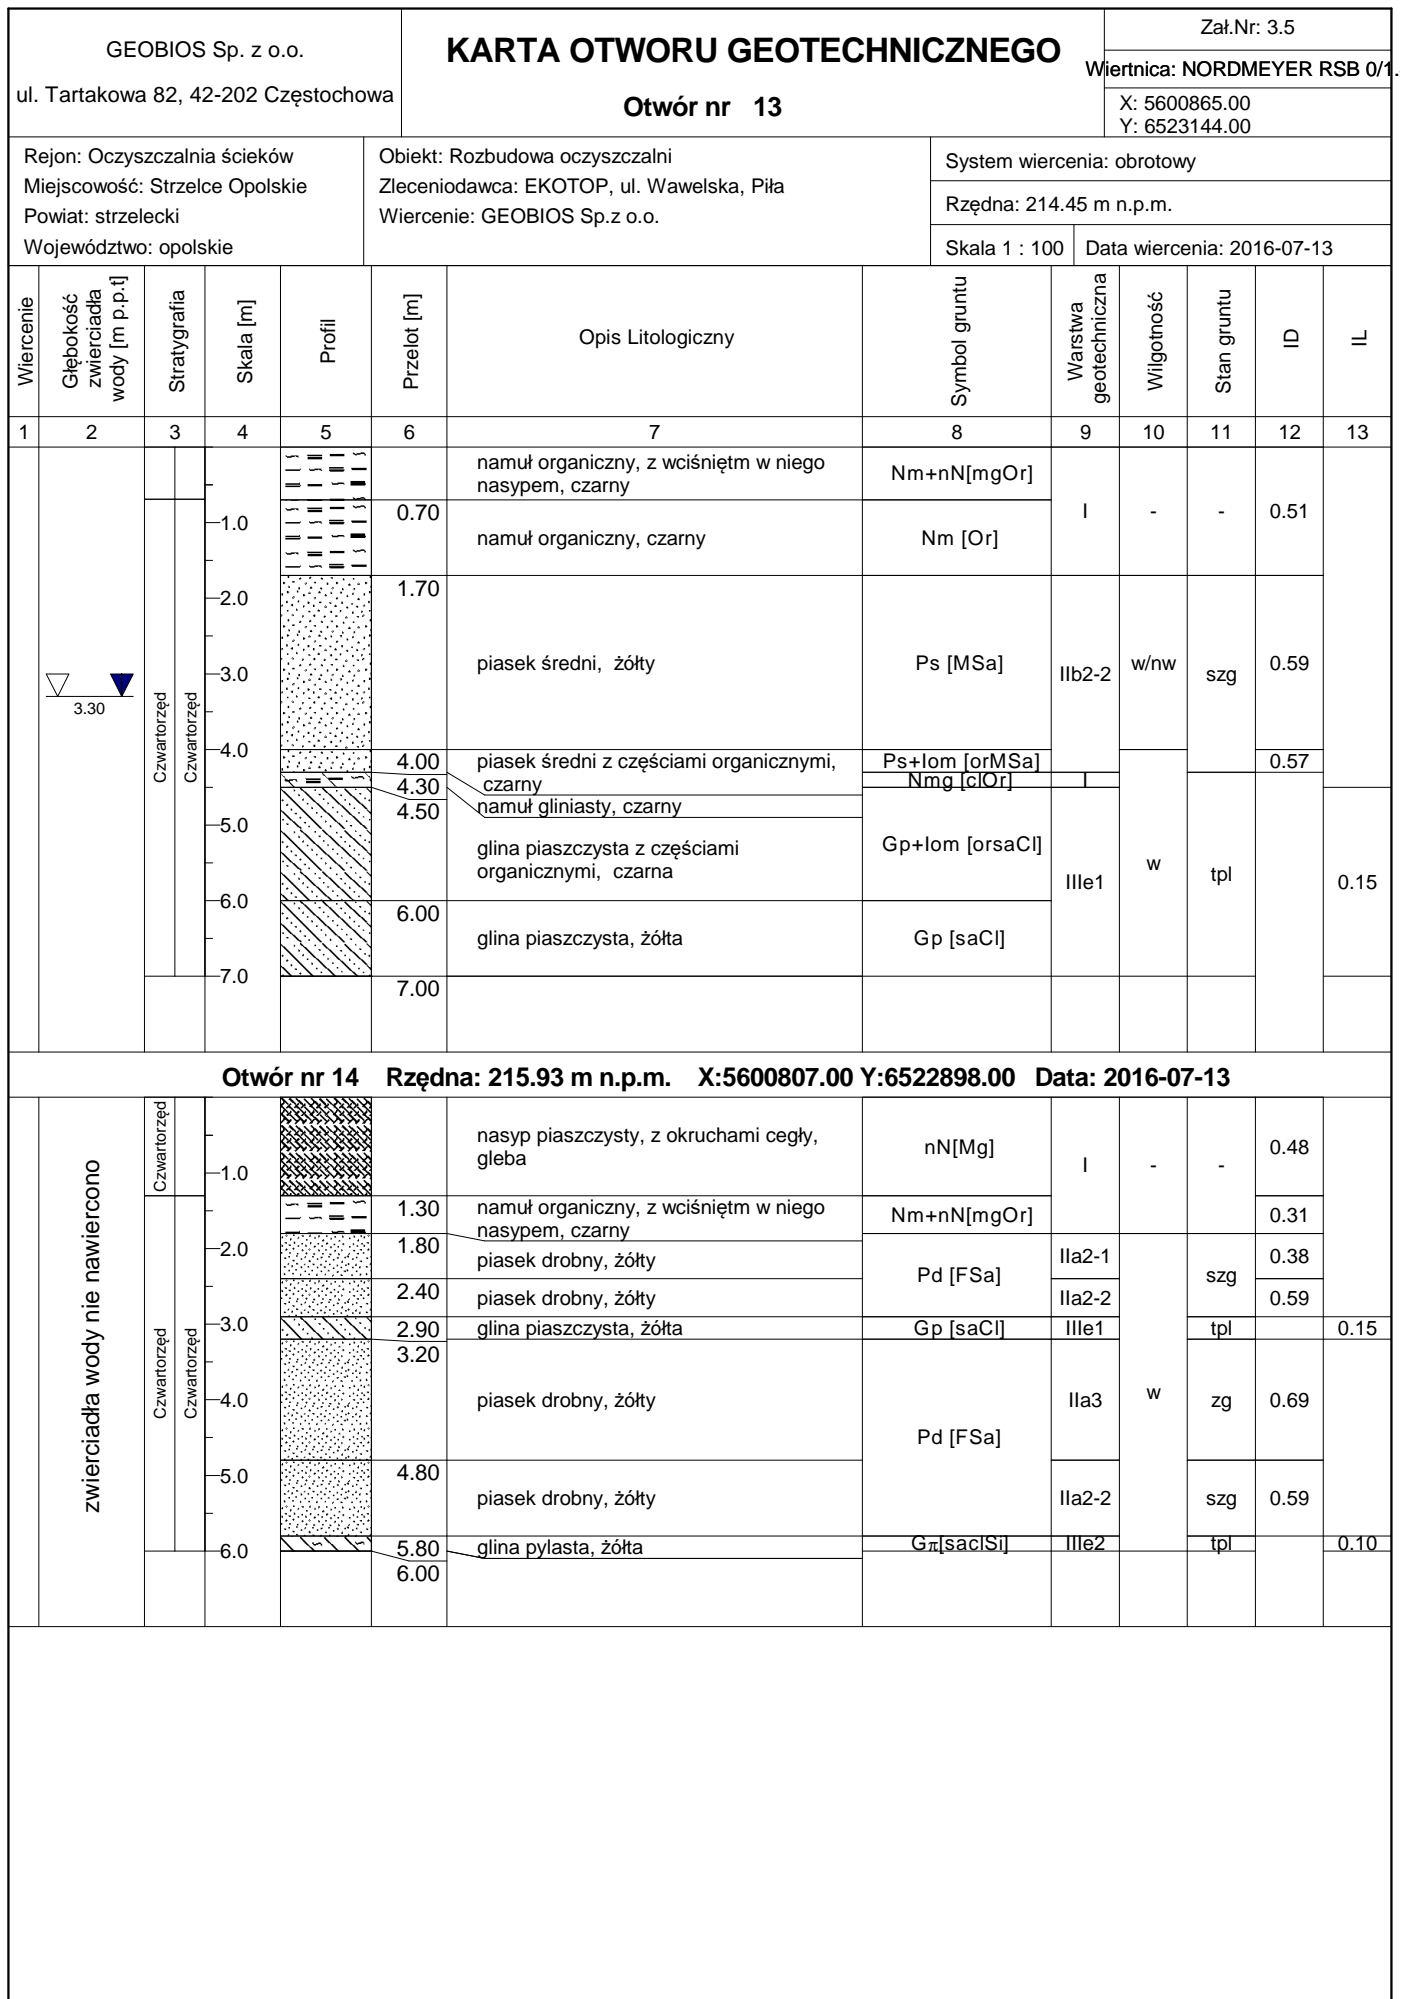 GEOBIOS Sp. z o.o.
ul. Tartakowa 82, 42-202 Częstochowa
KARTA OTWORU GEOTECHNICZNEGO
Otwór nr 13
Zał.Nr: 3.5
Wiertnica: NORDMEYER RSB 0/1.
X: 5600865.00
Y: 6523144.00
Rejon: Oczyszczalnia ścieków
Miejscowość: Strzelce Opolskie
Powiat: strzelecki
Województwo: opolskie
Obiekt: Rozbudowa oczyszczalni
Zleceniodawca: EKOTOP, ul. Wawelska, Piła
Wiercenie: GEOBIOS Sp.z o.o.
System wiercenia: obrotowy
Rzędna: 214.45 m n.p.m.
Skala 1 : 100 Data wiercenia: 2016-07-13
Wiercenie
Głębokość
zwierciadła
wody [m p.p.t]
Stratygrafia
Skala [m]
Profil
Przelot [m]
Opis Litologiczny
Symbol gruntu
Warstwa
geotechniczna
Wilgotność
Stan gruntu
ID
IL
1 2 3 4 5 6 7 8 9 10 11 12 13
namuł organiczny, z wciśniętm w niego
nasypem, czarny
Nm+nN[mgOr]
1.0 0.70
namuł organiczny, czarny
Nm [Or]
I - - 0.51
1.70
2.0
3.0
3.30
piasek średni, żółty
Ps [MSa]
IIb2-2 w/nw szg 0.59
Czwartorzęd
Czwartorzęd
4.0 4.00
piasek średni z częściami organicznymi,
czarny
Ps+Iom [orMSa]
0.57
4.30
namuł gliniasty, czarny
Nmg [clOr]
I
4.50
5.0
glina piaszczysta z częściami
organicznymi, czarna
Gp+Iom [orsaCl]
IIIe1 w tpl 0.15
6.0 6.00
glina piaszczysta, żółta
Gp [saCl]
7.0
7.00
Otwór nr 14 Rzędna: 215.93 m n.p.m. X:5600807.00 Y:6522898.00 Data: 2016-07-13
zwierciadła wody nie nawiercono
Czwartorzęd
nasyp piaszczysty, z okruchami cegły,
gleba
nN[Mg]
I - - 0.48
1.0
1.30
namuł organiczny, z wciśniętm w niego
nasypem, czarny
Nm+nN[mgOr]
0.31
1.80
2.0
piasek drobny, żółty
Pd [FSa]
IIa2-1 szg 0.38
2.40
piasek drobny, żółty
IIa2-2 0.59
3.0 2.90
glina piaszczysta, żółta
Gp [saCl]
IIIe1 tpl 0.15
3.20
Czwartorzęd
Czwartorzęd
4.0
piasek drobny, żółty
Pd [FSa]
IIa3 w zg 0.69
4.80
5.0
piasek drobny, żółty
IIa2-2 szg 0.59
6.0 5.80
glina pylasta, żółta
Gπ[saclSi]
IIIe2 tpl 0.10
6.00